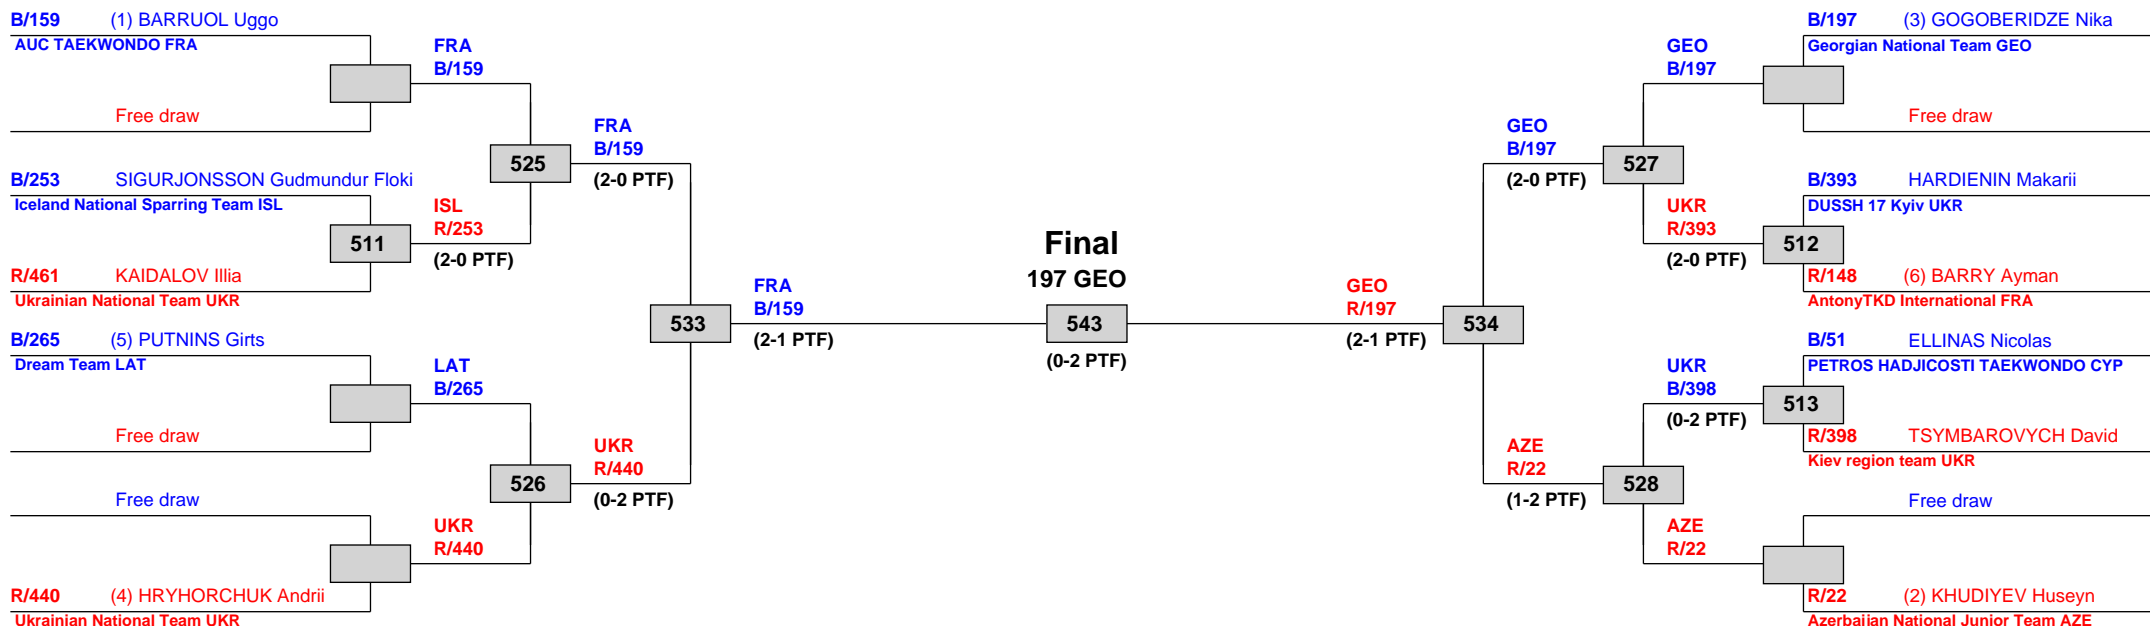 B/159 (1) BARRUOL Uggo
AUC TAEKWONDO FRA
Free draw
B/253 SIGURJONSSON Gudmundur Floki
Iceland National Sparring Team ISL
511
R/461 KAIDALOV Illia
Ukrainian National Team UKR
B/265 (5) PUTNINS Girts
Dream Team LAT
Free draw
Free draw
R/440 (4) HRYHORCHUK Andrii
Ukrainian National Team UKR
FRA
B/159
525
ISL
R/253
(2-0 PTF)
LAT
B/265
526
UKR
R/440
FRA
B/159
(2-0 PTF)
533
UKR
R/440
(0-2 PTF)
FRA
B/159
(2-1 PTF)
Final
197 GEO
543
(0-2 PTF)
GEO
R/197
(2-1 PTF)
GEO
B/197
(2-0 PTF)
534
AZE
R/22
(1-2 PTF)
GEO
B/197
527
UKR
R/393
(2-0 PTF)
UKR
B/398
(0-2 PTF)
528
AZE
R/22
B/197 (3) GOGOBERIDZE Nika
Georgian National Team GEO
Free draw
B/393 HARDIENIN Makarii
DUSSH 17 Kyiv UKR
512
R/148 (6) BARRY Ayman
AntonyTKD International FRA
B/51 ELLINAS Nicolas
PETROS HADJICOSTI TAEKWONDO CYP
513
R/398 TSYMBAROVYCH David
Kiev region team UKR
Free draw
R/22 (2) KHUDIYEV Huseyn
Azerbaiian National Junior Team AZE